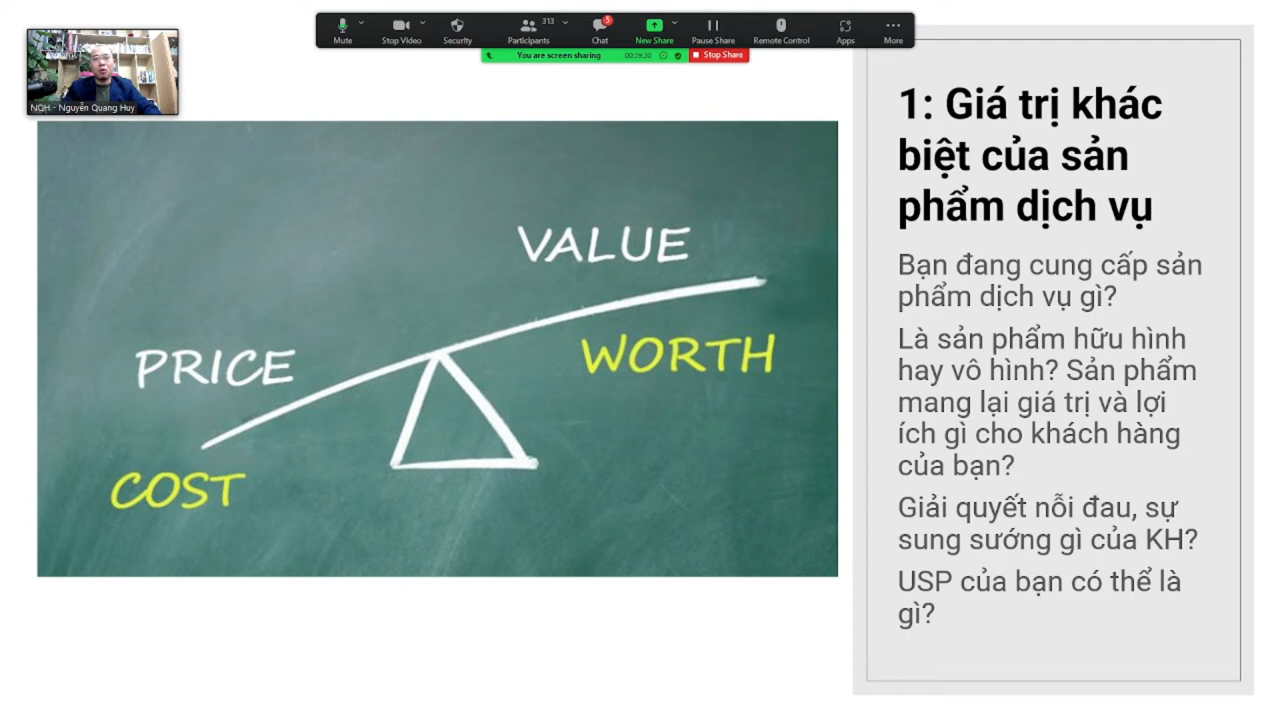 313
5
Mute
Stop Video
Security
Participants
Chat
New Share
Pause Share
Remote Control
Apps
More
You are screen sharing
Stop Share
NQH - Nguyễn Quang Huy
VALUE
PRICE
WORTH
COST
1: Giá trị khác
biệt của sản
phẩm dịch vụ
Bạn đang cung cấp sản
phẩm dịch vụ gì?
Là sản phẩm hữu hình
hay vô hình? Sản phẩm
mang lại giá trị và lợi
ích gì cho khách hàng
của bạn?
Giải quyết nỗi đau, sự
sung sướng gì của KH?
USP của bạn có thể là
gì?